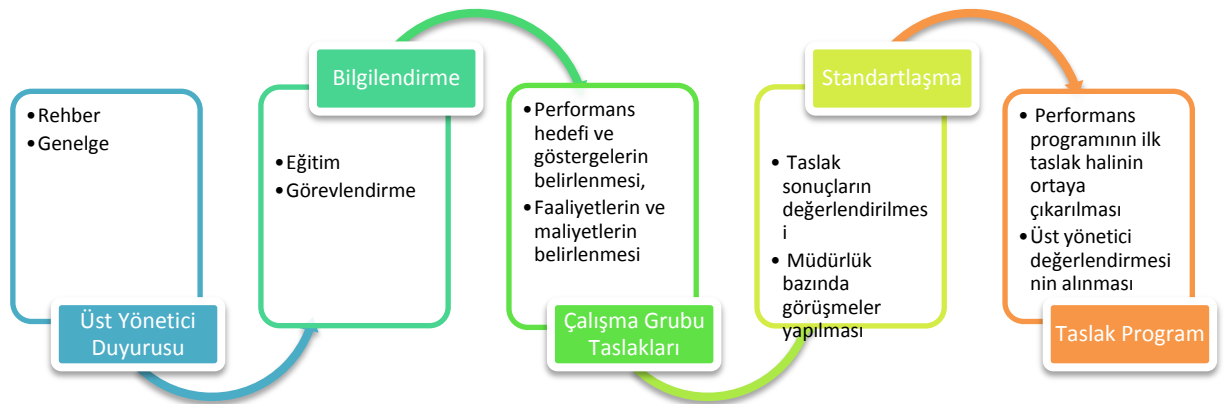 •Rehber
•Genelge
Üst Yönetici
Duyurusu
Bilgilendirme
•Eğitim
•Görevlendirme
•Performans
hedefi ve
göstergelerin
belirlenmesi,
•Faaliyetlerin ve
maliyetlerin
belirlenmesi
Çalışma Grubu
Taslakları
Standartlaşma
• Taslak
sonuçların
değerlendirilmes
i
• Müdürlük
bazında
görüşmeler
yapılması
• Performans
programının ilk
taslak halinin
ortaya
çıkarılması
•Üst yönetici
değerlendirmesi
nin alınması
Taslak Program